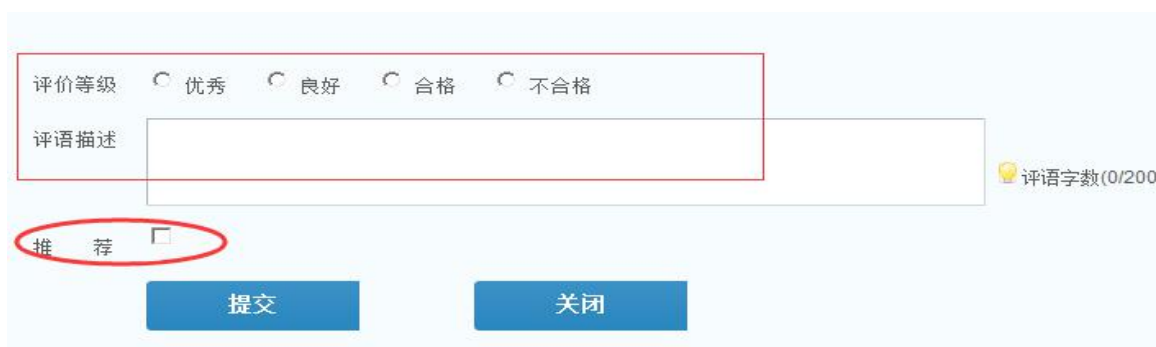 评价等级 优秀 良好 合格 不合格
评语描述
评语字数(0/200
推 荐
提交 关闭